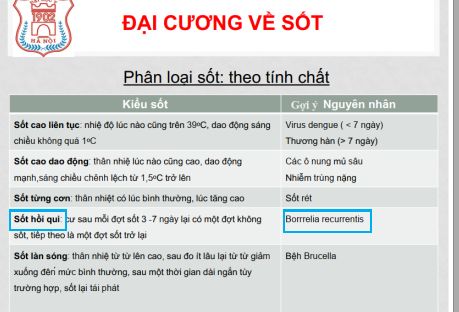 1902
HÀ NỘI
ĐẠI CƯƠNG VỀ SỐT
Phân loại sốt: theo tính chất
Kiểu sốt
Gợi ý Nguyên nhân
Sốt cao liên tục: nhiệ độ lúc nào cũng trên 39ºC, dao động sáng
chiều không quá 1ºC
Virus dengue ( < 7 ngày)
Thương hàn (> 7 ngay)
Sốt cao dao động: thân nhiệ lúc nào cũng cao, dao động
mạnh,sáng chiều chênh lệch từ 1,5ºC trở lên
Các ô nung mủ sâu
Nhiễm trùng nặng
Sốt từng cơn: thân nhiệt có lúc bình thường, lúc tăng cao
Sốt rét
Sốt hồi qui: cư sau mỗi đợt sốt 3 -7 ngày lại có một đợt không
sốt, tiếp theo là một đợt sốt trở lại
Borrrelia recurrentis
Sốt làn sóng: thân nhiệt từ từ lên cao, sau đo ít lâu lại từ từ giảm
xuống đến mức bình thường, sau một thời gian dài ngắn tùy
trường hợp, sốt lại tái phát
Bệh Brucella